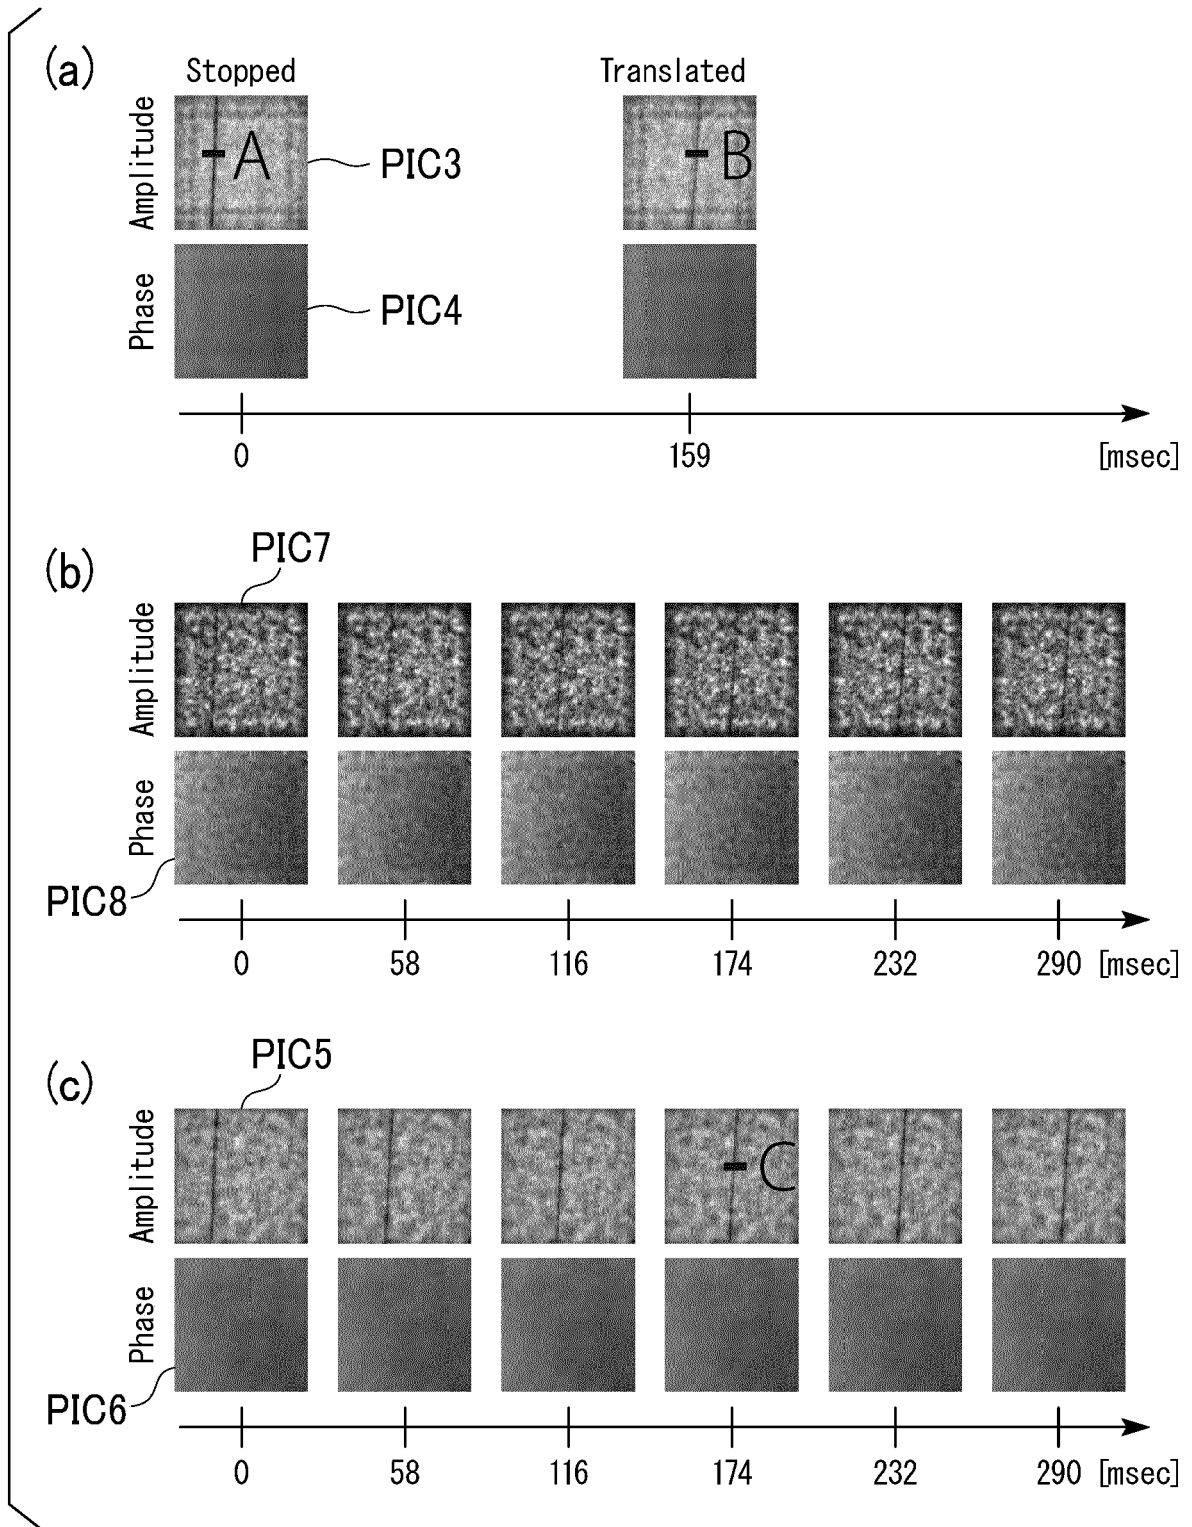 (a)
Stopped Translated
Amplitude
A
PIC3
B
Phase
PIC4
0 159 [msec]
(b)
PIC7
Amplitude
Phase
PIC8
0 58 116 174 232 290 [msec]
(c)
PIC5
Amplitude
C
Phase
PIC6
0 58 116 174 232 290 [msec]